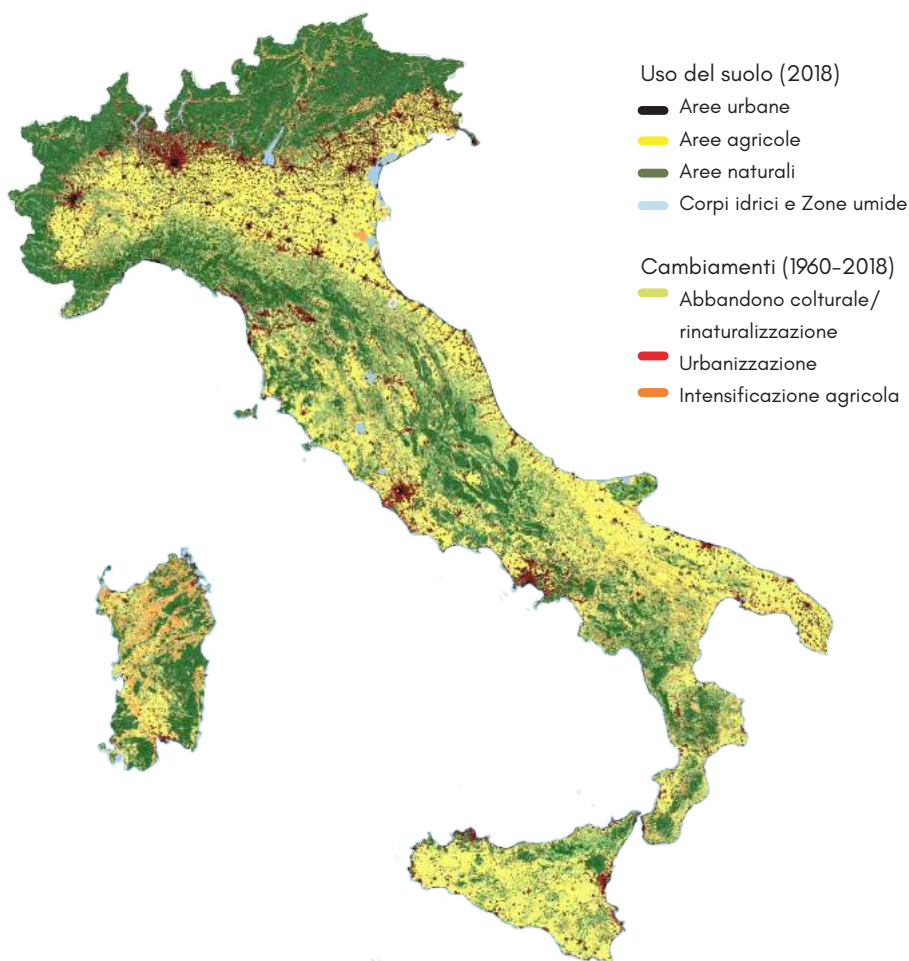 Uso del suolo (2018)
Aree urbane
Aree agricole
Aree naturali
Corpi idrici e Zone umide
Cambiamenti (1960-2018)
Abbandono colturale/
rinaturalizzazione
Urbanizzazione
Intensificazione agricola